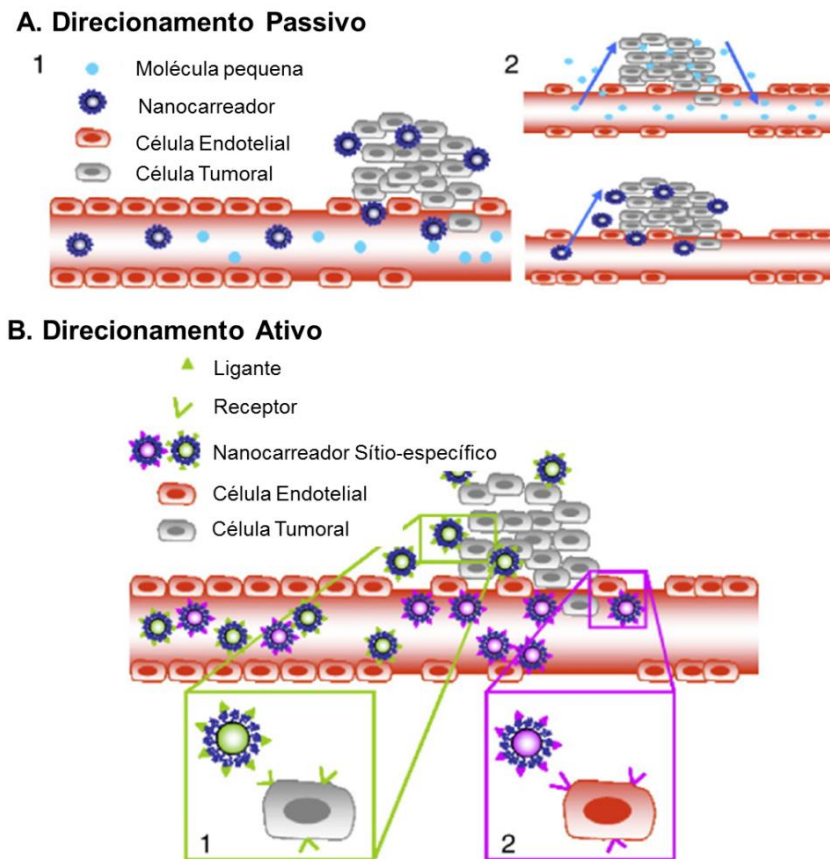 A. Direcionamento Passivo
1
Molécula pequena
Nanocarreador
Célula Endotelial
Célula Tumoral
2
B. Direcionamento Ativo
Ligante
Receptor
Nanocarreador Sítio-específico
Célula Endotelial
Célula Tumoral
1
2